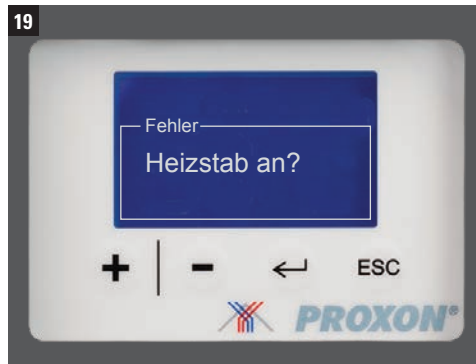 19
Fehler
Heizstab an?
+ | - ↵ ESC
PROXON®